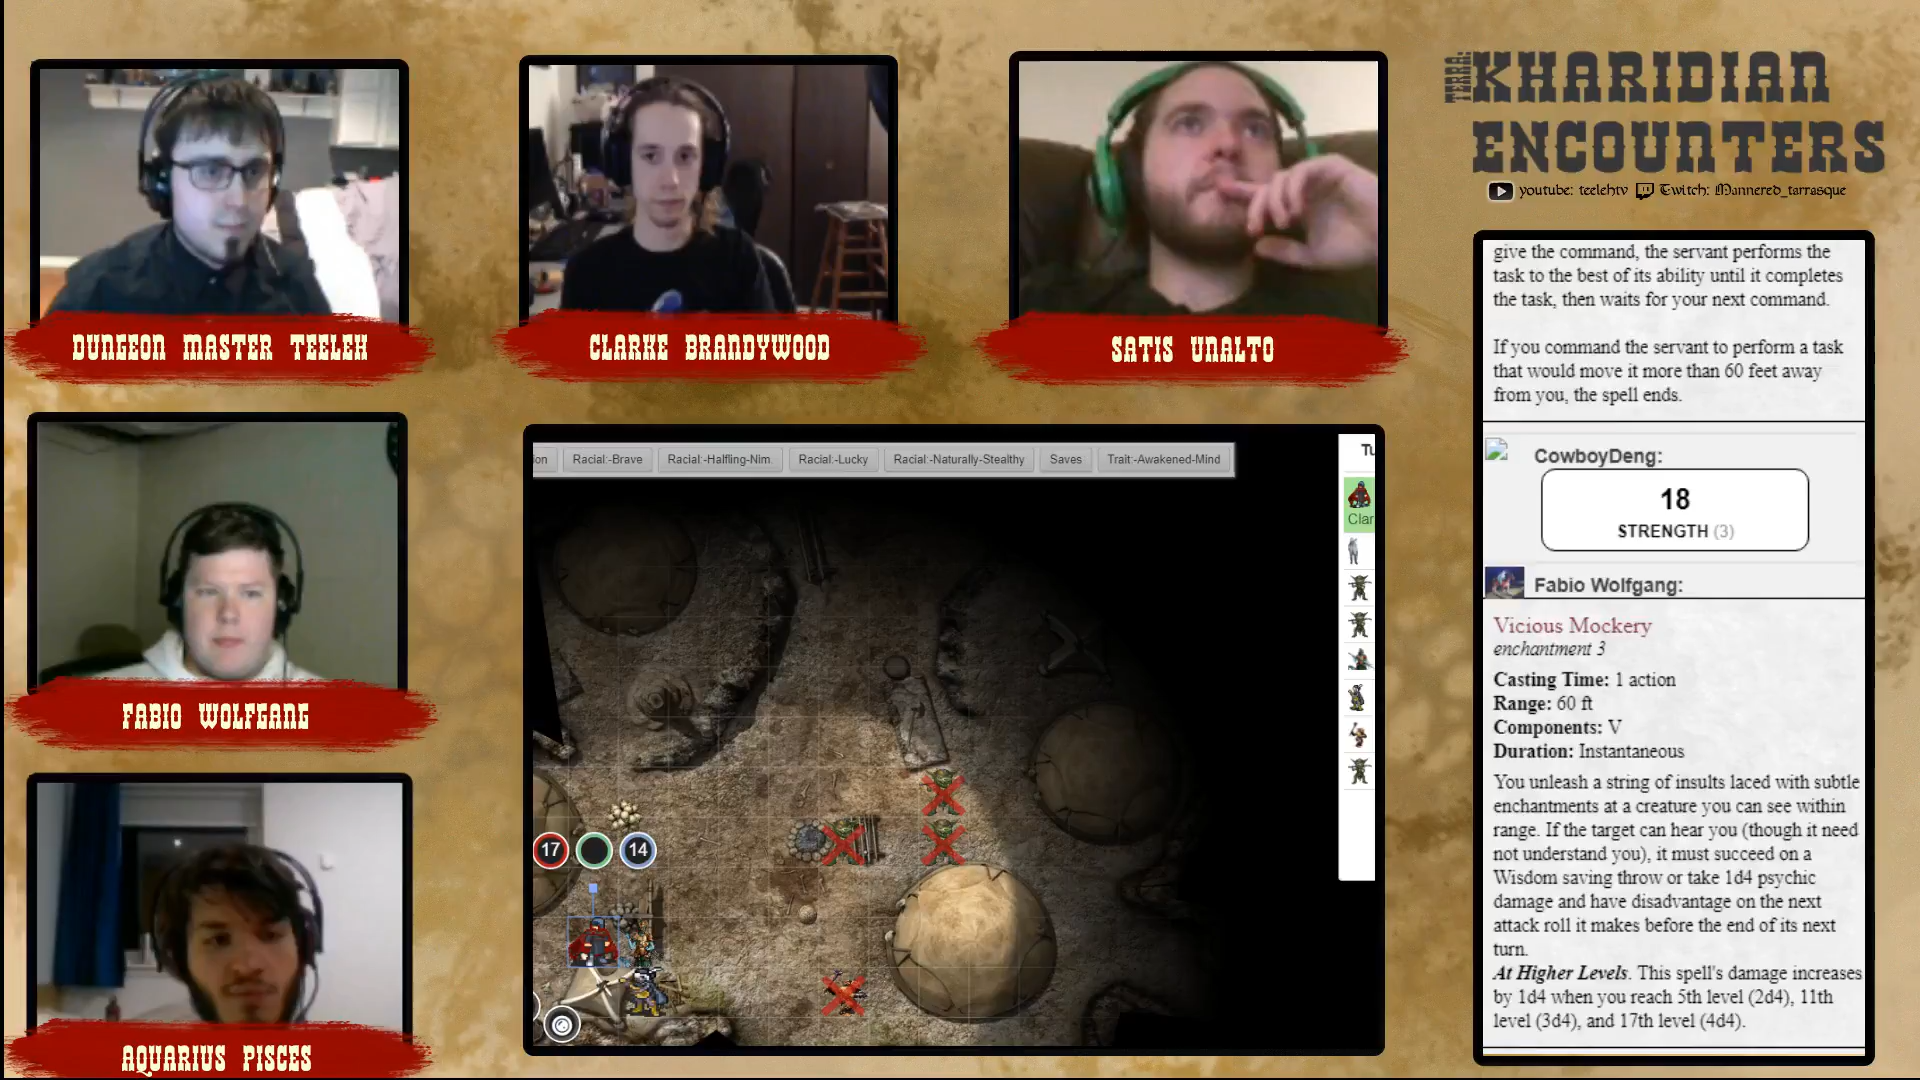 TERRA:
KHARIDIAN
ENCOUNTERS
youtube: teelehtv Twitch: Mannered_tarrasque
DUNGEON MASTER TEELEH
CLARKE BRANDYWOOD
SATIS UNALTO
FABIO WOLFGANG
AQUARIUS PISCES
ion Racial:-Brave Racial:-Halfling-Nim. Racial:-Lucky Racial:-Naturally-Stealthy Saves Trait:-Awakened-Mind
Tu
Clar
17 14
give the command, the servant performs the
task to the best of its ability until it completes
the task, then waits for your next command.
If you command the servant to perform a task
that would move it more than 60 feet away
from you, the spell ends.
CowboyDeng:
18
STRENGTH (3)
Fabio Wolfgang:
Vicious Mockery
enchantment 3
Casting Time: 1 action
Range: 60 ft
Components: V
Duration: Instantaneous
You unleash a string of insults laced with subtle
enchantments at a creature you can see within
range. If the target can hear you (though it need
not understand you), it must succeed on a
Wisdom saving throw or take 1d4 psychic
damage and have disadvantage on the next
attack roll it makes before the end of its next
turn.
At Higher Levels. This spell's damage increases
by 1d4 when you reach 5th level (2d4), 11th
level (3d4), and 17th level (4d4).